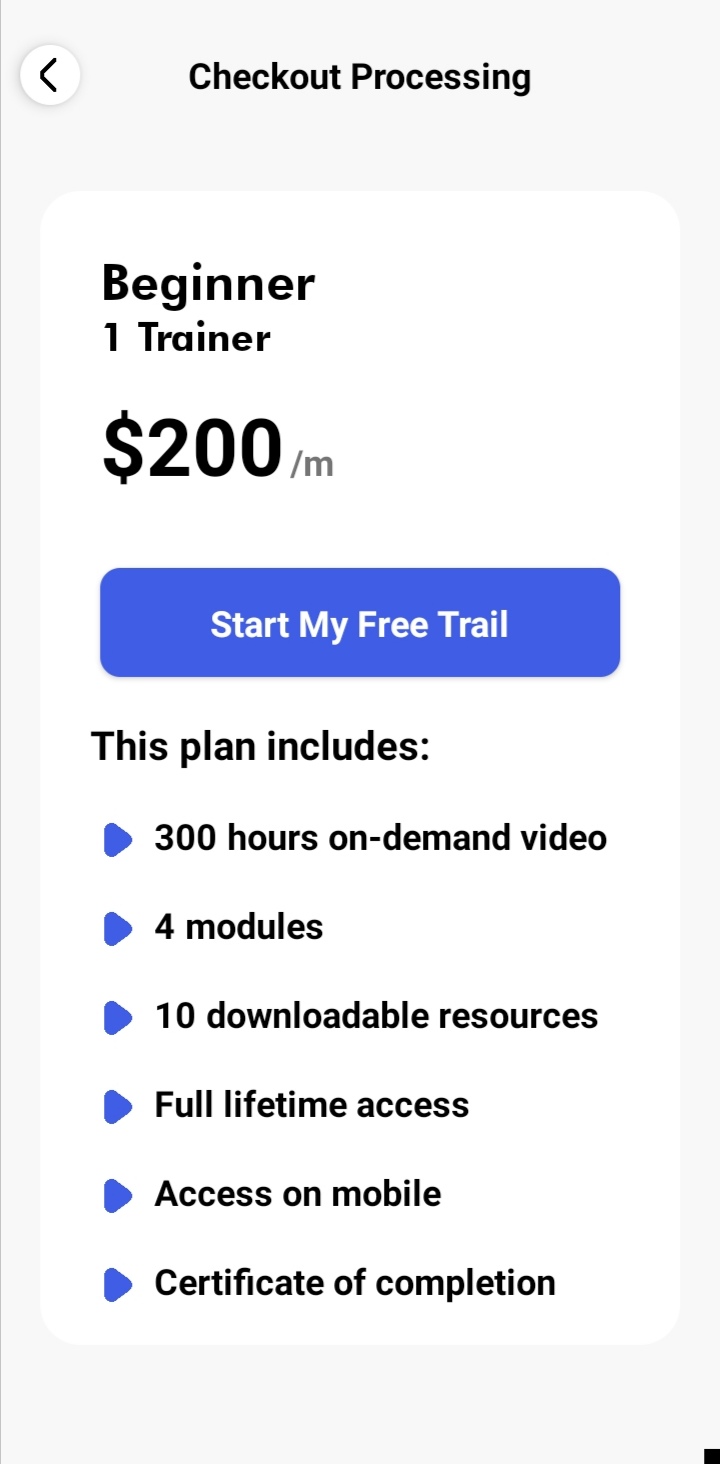 Checkout Processing
Beginner
1 Trainer
$200 /m
Start My Free Trail
This plan includes:
300 hours on-demand video
4 modules
10 downloadable resources
Full lifetime access
Access on mobile
Certificate of completion